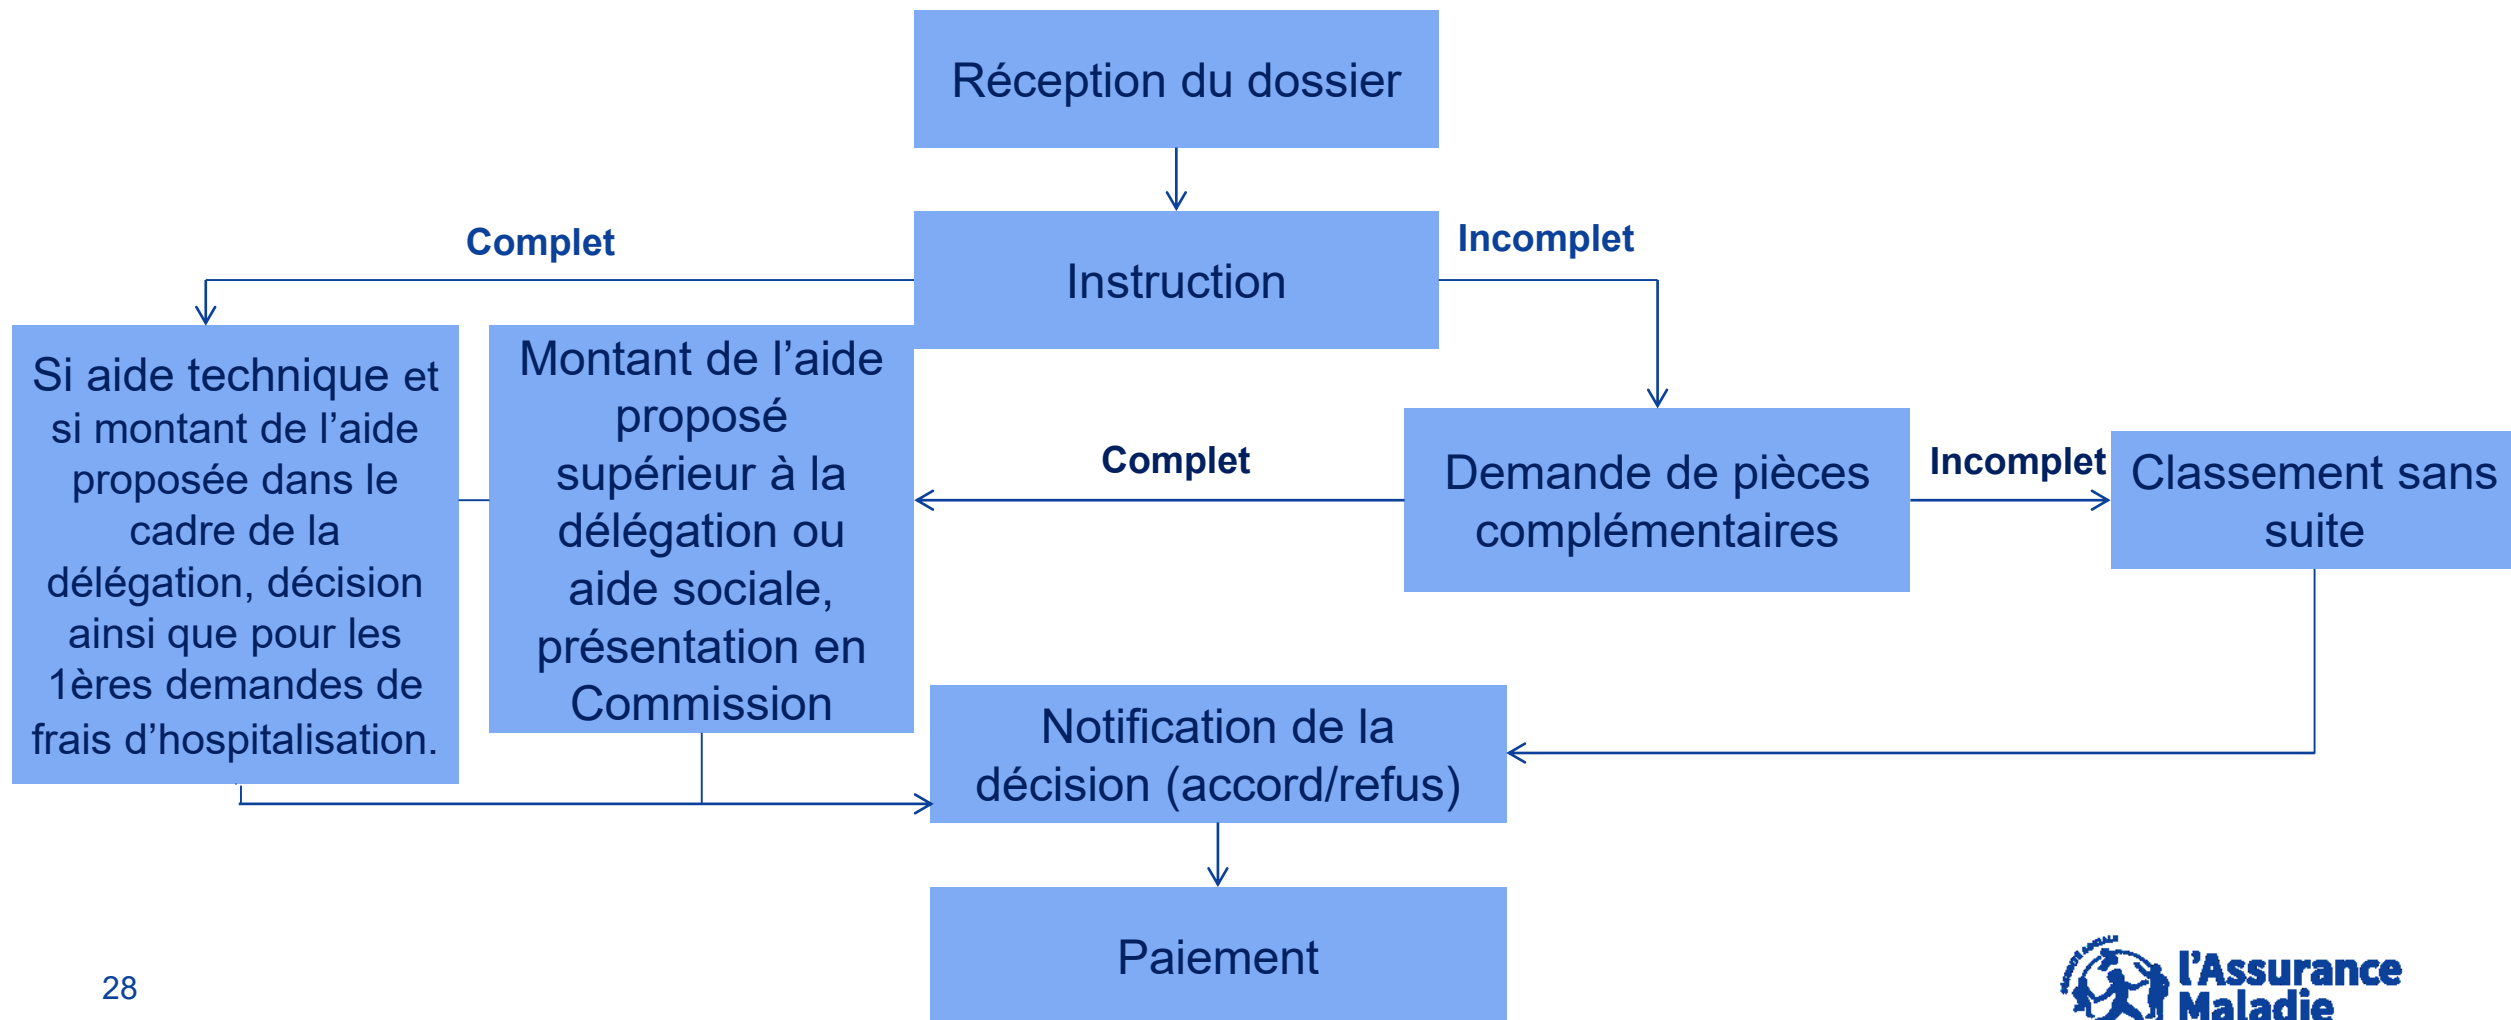 Réception du dossier
Complet
Incomplet
Instruction
Si aide technique et
si montant de l’aide
proposée dans le
cadre de la
délégation, décision
ainsi que pour les
1ères demandes de
frais d’hospitalisation.
Montant de l’aide
proposé
supérieur à la
délégation ou
aide sociale,
présentation en
Commission
Complet
Demande de pièces
complémentaires
Incomplet
Classement sans
suite
Notification de la
décision (accord/refus)
Paiement
28
l’Assurance
Maladie